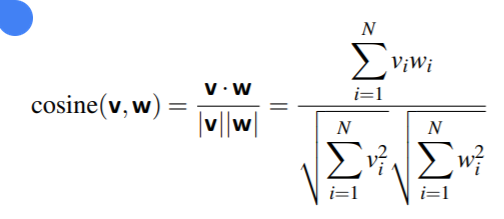 cosine(v, w) = v · w / |v||w| = ∑_{i=1}^{N} v_i w_i / √(∑_{i=1}^{N} v_i^2) √(∑_{i=1}^{N} w_i^2)